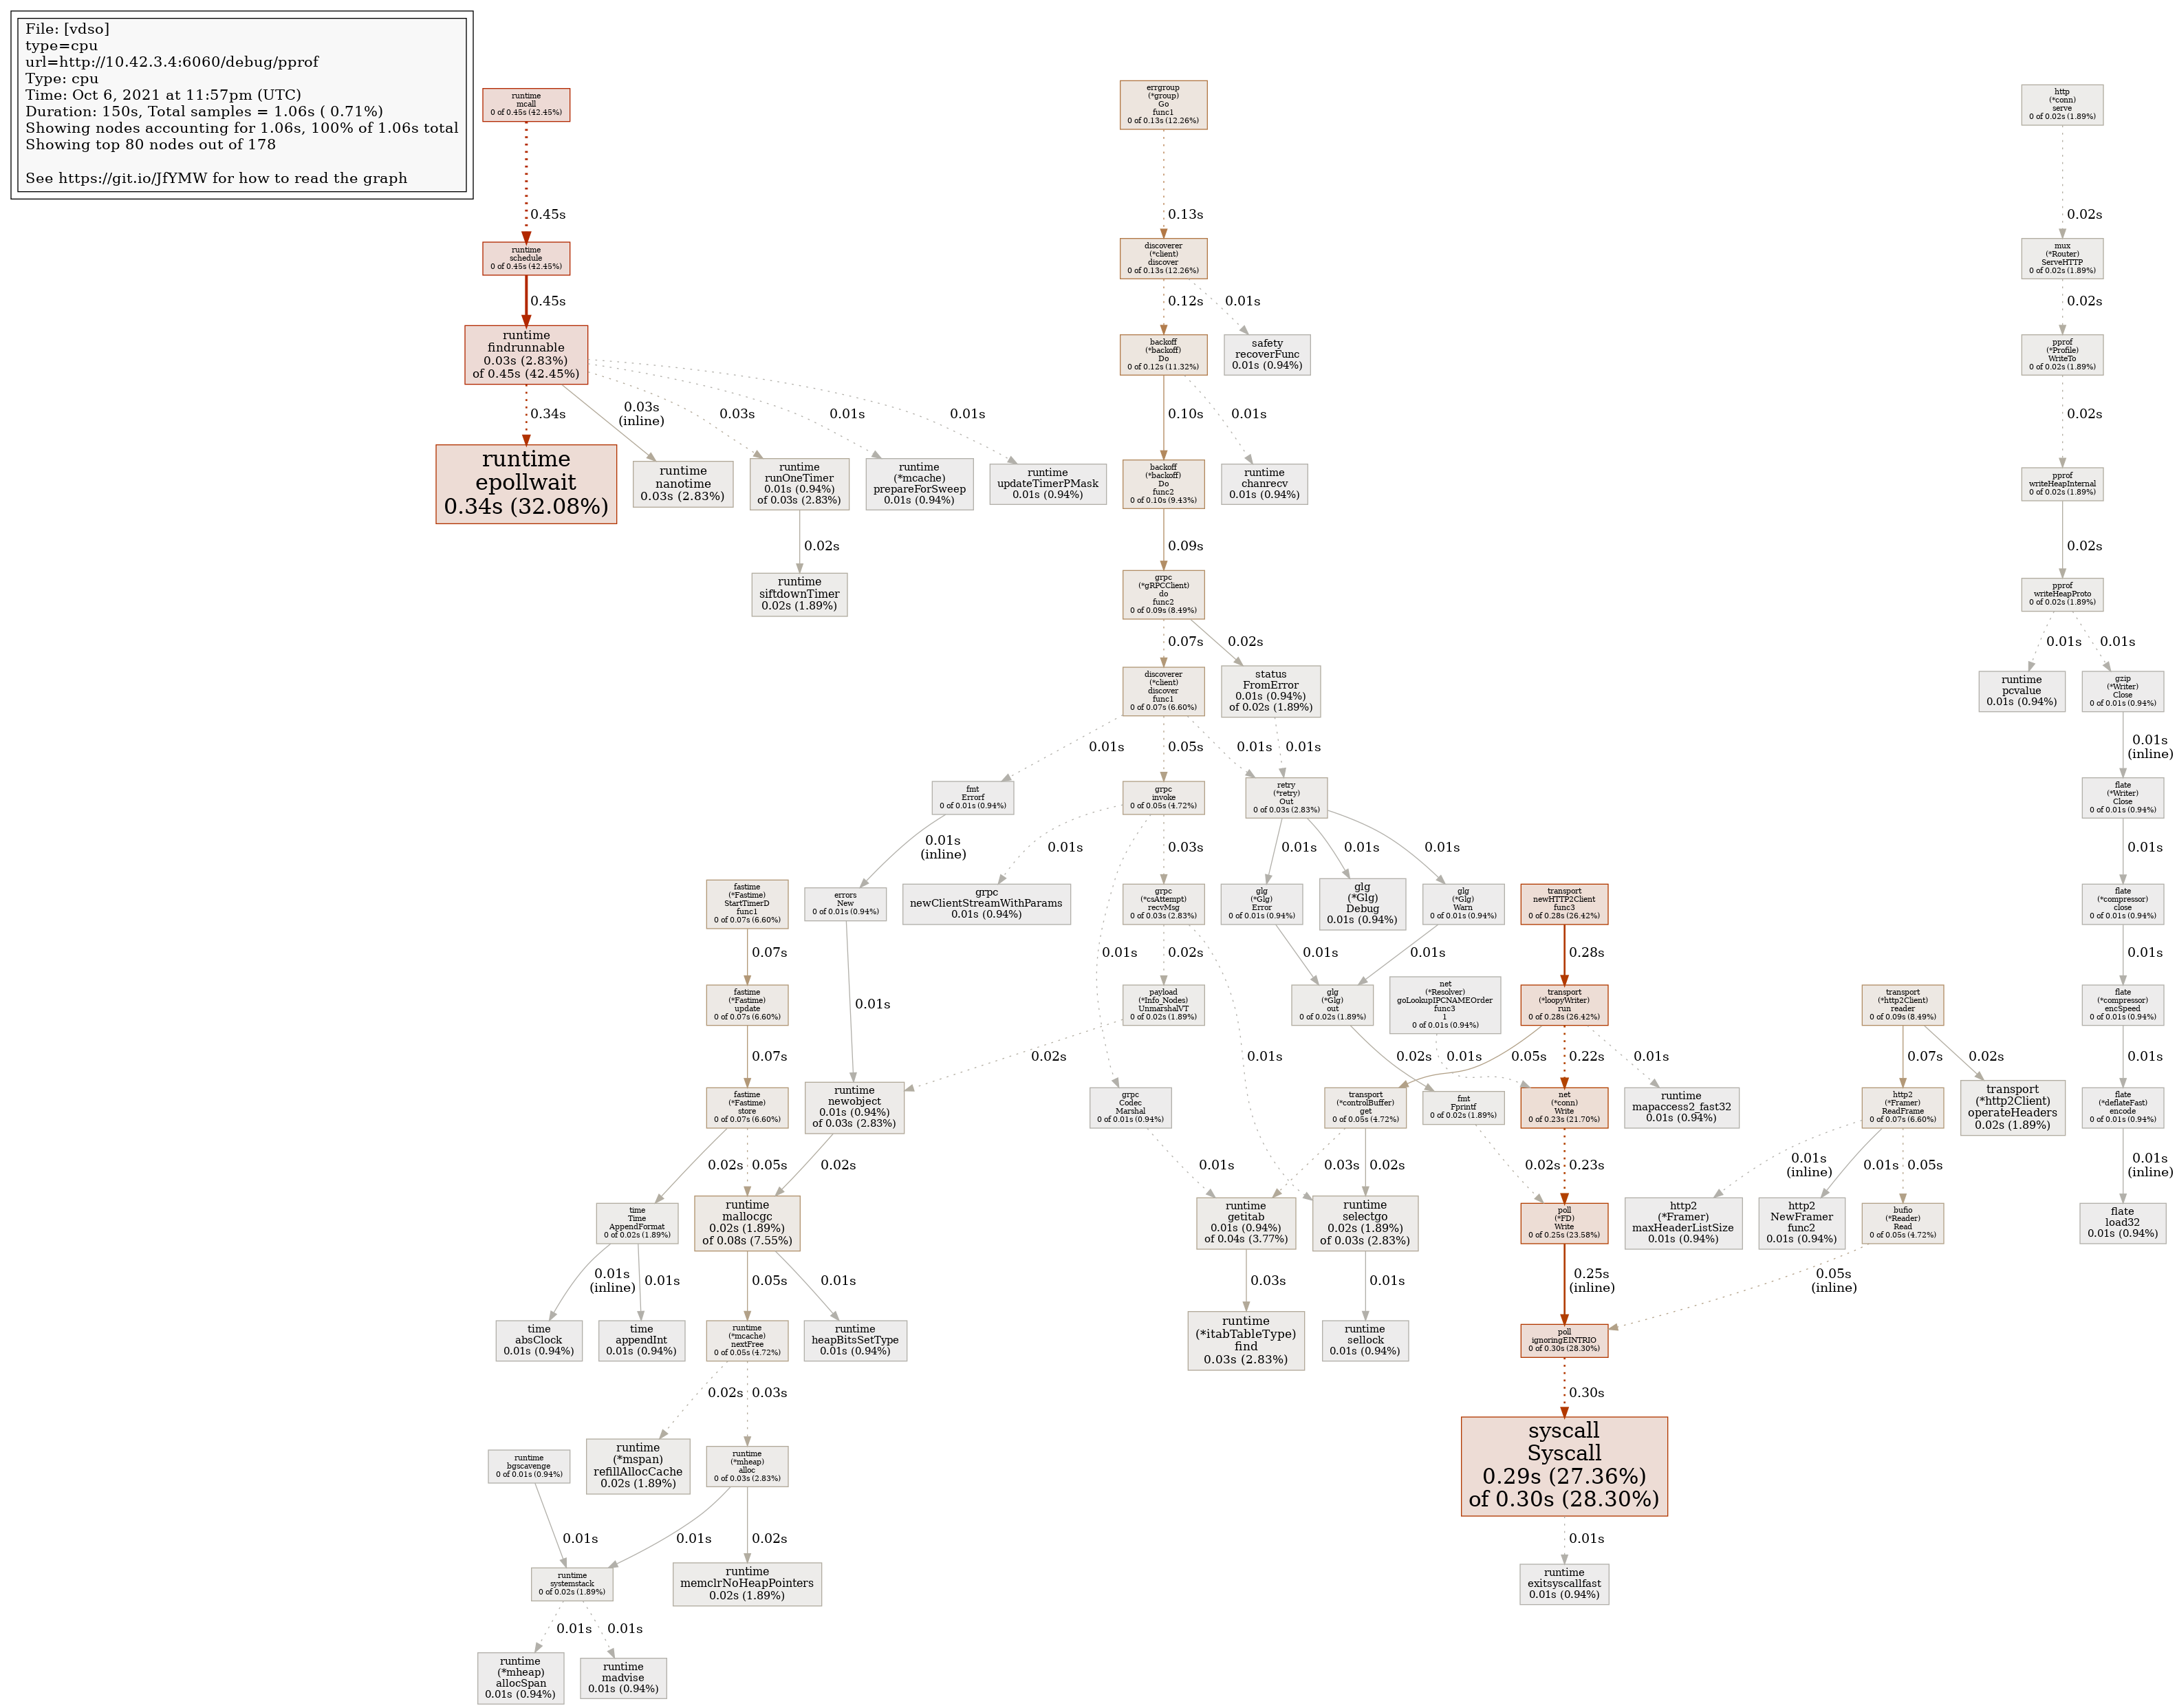 File: [vdso]
type=cpu
url=http://10.42.3.4:6060/debug/pprof
Type: cpu
Time: Oct 6, 2021 at 11:57pm (UTC)
Duration: 150s, Total samples = 1.06s ( 0.71%)
Showing nodes accounting for 1.06s, 100% of 1.06s total
Showing top 80 nodes out of 178
See https://git.io/JfYMW for how to read the graph
runtime
mcall
0 of 0.45s (42.45%)
errgroup
(*group)
Go
func1
0 of 0.13s (12.26%)
http
(*conn)
serve
0 of 0.02s (1.89%)
0.45s
0.13s
0.02s
runtime
schedule
0 of 0.45s (42.45%)
discoverer
(*client)
discover
0 of 0.13s (12.26%)
mux
(*Router)
ServeHTTP
0 of 0.02s (1.89%)
0.45s
0.12s
0.01s
0.02s
runtime
findrunnable
0.03s (2.83%)
of 0.45s (42.45%)
backoff
(*backoff)
Do
0 of 0.12s (11.32%)
safety
recoverFunc
0.01s (0.94%)
pprof
(*Profile)
WriteTo
0 of 0.02s (1.89%)
0.34s
0.03s
(inline)
0.03s
0.01s
0.01s
0.10s
0.01s
0.02s
runtime
epollwait
0.34s (32.08%)
runtime
nanotime
0.03s (2.83%)
runtime
runOneTimer
0.01s (0.94%)
of 0.03s (2.83%)
runtime
(*mcache)
prepareForSweep
0.01s (0.94%)
runtime
updateTimerPMask
0.01s (0.94%)
backoff
(*backoff)
Do
func2
0 of 0.10s (9.43%)
runtime
chanrecv
0.01s (0.94%)
pprof
writeHeapInternal
0 of 0.02s (1.89%)
0.02s
0.09s
0.02s
runtime
siftdownTimer
0.02s (1.89%)
grpc
(*gRPCClient)
do
func2
0 of 0.09s (8.49%)
pprof
writeHeapProto
0 of 0.02s (1.89%)
0.07s
0.02s
0.01s
0.01s
discoverer
(*client)
discover
func1
0 of 0.07s (6.60%)
status
FromError
0.01s (0.94%)
of 0.02s (1.89%)
runtime
pcvalue
0.01s (0.94%)
gzip
(*Writer)
Close
0 of 0.01s (0.94%)
0.01s
0.05s
0.01s
0.01s
0.01s
(inline)
fmt
Errorf
0 of 0.01s (0.94%)
grpc
invoke
0 of 0.05s (4.72%)
retry
(*retry)
Out
0 of 0.03s (2.83%)
flate
(*Writer)
Close
0 of 0.01s (0.94%)
0.01s
(inline)
0.01s
0.03s
0.01s
0.01s
0.01s
0.01s
fastime
(*Fastime)
StartTimerD
func1
0 of 0.07s (6.60%)
errors
New
0 of 0.01s (0.94%)
grpc
newClientStreamWithParams
0.01s (0.94%)
grpc
(*csAttempt)
recvMsg
0 of 0.03s (2.83%)
glg
(*Glg)
Error
0 of 0.01s (0.94%)
glg
(*Glg)
Debug
0.01s (0.94%)
glg
(*Glg)
Warn
0 of 0.01s (0.94%)
transport
newHTTP2Client
func3
0 of 0.28s (26.42%)
flate
(*compressor)
close
0 of 0.01s (0.94%)
0.07s
0.01s
0.02s
0.01s
0.01s
0.28s
0.01s
fastime
(*Fastime)
update
0 of 0.07s (6.60%)
payload
(*Info_Nodes)
UnmarshalVT
0 of 0.02s (1.89%)
glg
(*Glg)
out
0 of 0.02s (1.89%)
net
(*Resolver)
goLookupIPCNAMEOrder
func3
1
0 of 0.01s (0.94%)
transport
(*loopyWriter)
run
0 of 0.28s (26.42%)
transport
(*http2Client)
reader
0 of 0.09s (8.49%)
flate
(*compressor)
encSpeed
0 of 0.01s (0.94%)
0.07s
0.01s
0.02s
0.01s
0.02s
0.01s
0.05s
0.22s
0.01s
0.07s
0.02s
0.01s
fastime
(*Fastime)
store
0 of 0.07s (6.60%)
runtime
newobject
0.01s (0.94%)
of 0.03s (2.83%)
grpc
Codec
Marshal
0 of 0.01s (0.94%)
transport
(*controlBuffer)
get
0 of 0.05s (4.72%)
fmt
Fprintf
0 of 0.02s (1.89%)
net
(*conn)
Write
0 of 0.23s (21.70%)
runtime
mapaccess2_fast32
0.01s (0.94%)
http2
(*Framer)
ReadFrame
0 of 0.07s (6.60%)
transport
(*http2Client)
operateHeaders
0.02s (1.89%)
flate
(*deflateFast)
encode
0 of 0.01s (0.94%)
0.02s
0.05s
0.02s
0.01s
0.03s
0.02s
0.02s
0.23s
0.01s
(inline)
0.01s
0.05s
0.01s
(inline)
time
Time
AppendFormat
0 of 0.02s (1.89%)
runtime
mallocgc
0.02s (1.89%)
of 0.08s (7.55%)
runtime
getitab
0.01s (0.94%)
of 0.04s (3.77%)
runtime
selectgo
0.02s (1.89%)
of 0.03s (2.83%)
poll
(*FD)
Write
0 of 0.25s (23.58%)
http2
(*Framer)
maxHeaderListSize
0.01s (0.94%)
http2
NewFramer
func2
0.01s (0.94%)
bufio
(*Reader)
Read
0 of 0.05s (4.72%)
flate
load32
0.01s (0.94%)
0.01s
(inline)
0.01s
0.05s
0.01s
0.03s
0.01s
0.25s
(inline)
0.05s
(inline)
time
absClock
0.01s (0.94%)
time
appendInt
0.01s (0.94%)
runtime
(*mcache)
nextFree
0 of 0.05s (4.72%)
runtime
heapBitsSetType
0.01s (0.94%)
runtime
(*itabTableType)
find
0.03s (2.83%)
runtime
sellock
0.01s (0.94%)
poll
ignoringEINTRIO
0 of 0.30s (28.30%)
0.02s
0.03s
0.30s
runtime
bgscavenge
0 of 0.01s (0.94%)
runtime
(*mspan)
refillAllocCache
0.02s (1.89%)
runtime
(*mheap)
alloc
0 of 0.03s (2.83%)
syscall
Syscall
0.29s (27.36%)
of 0.30s (28.30%)
0.01s
0.01s
0.02s
0.01s
runtime
systemstack
0 of 0.02s (1.89%)
runtime
memclrNoHeapPointers
0.02s (1.89%)
runtime
exitsyscallfast
0.01s (0.94%)
0.01s
0.01s
runtime
(*mheap)
allocSpan
0.01s (0.94%)
runtime
madvise
0.01s (0.94%)